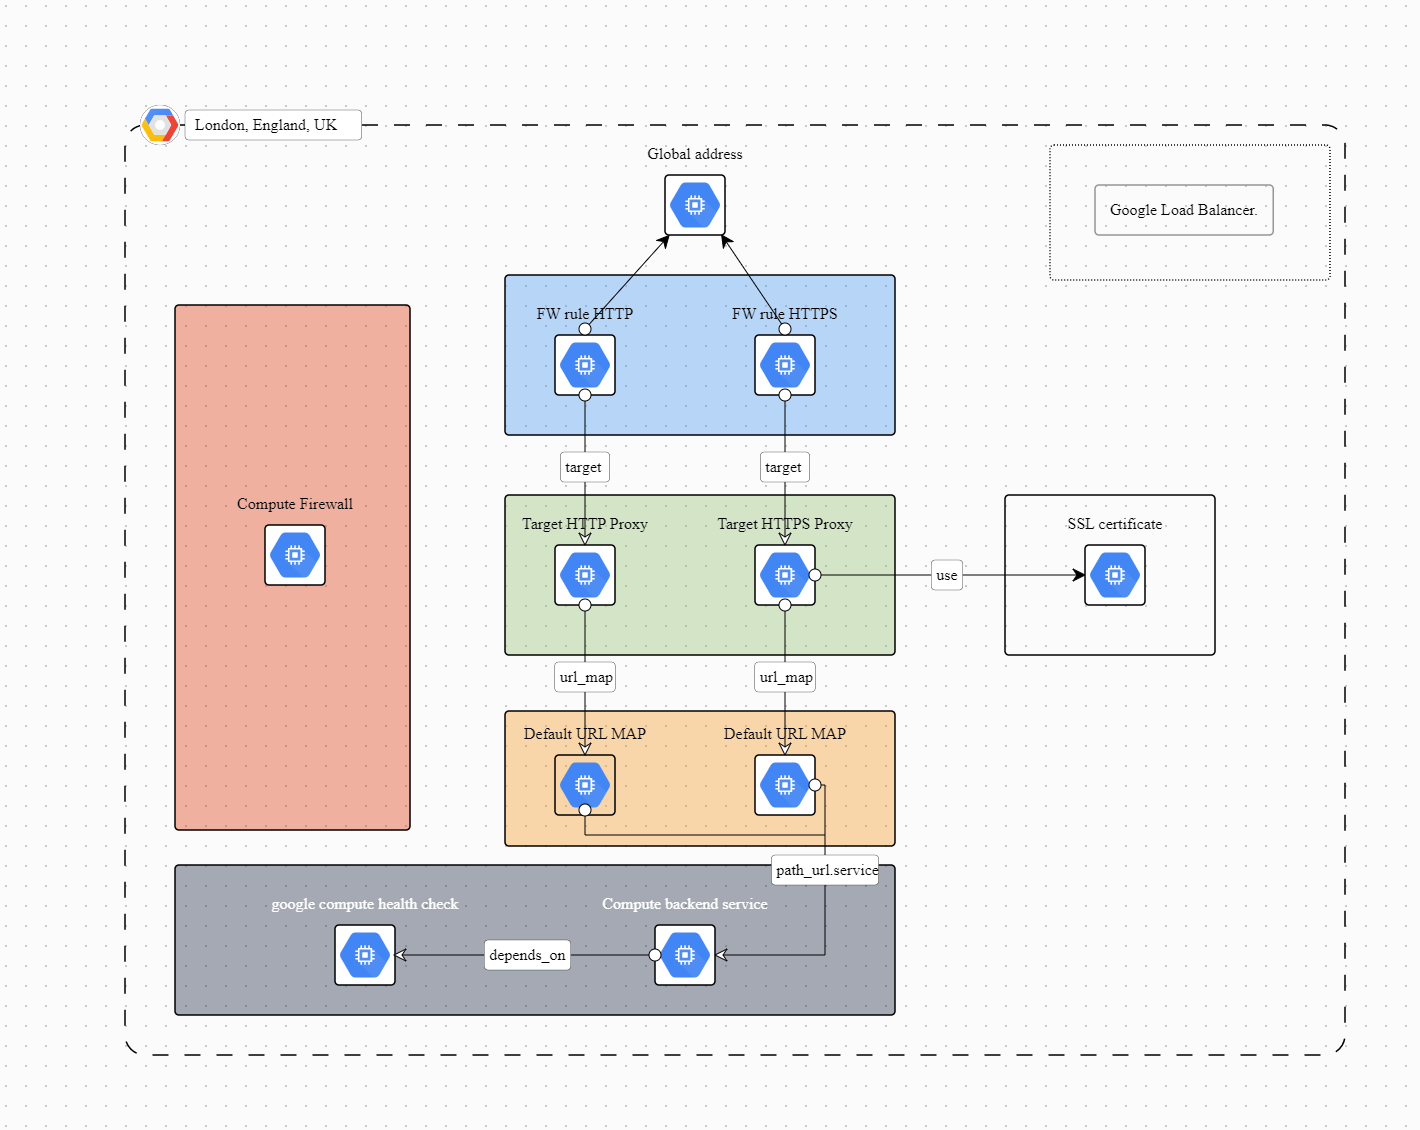 London, England, UK
Global address
Google Load Balancer.
FW rule HTTP
FW rule HTTPS
target
target
Compute Firewall
Target HTTP Proxy
Target HTTPS Proxy
SSL certificate
use
url_map
url_map
Default URL MAP
Default URL MAP
path_url.service
google compute health check
Compute backend service
depends_on